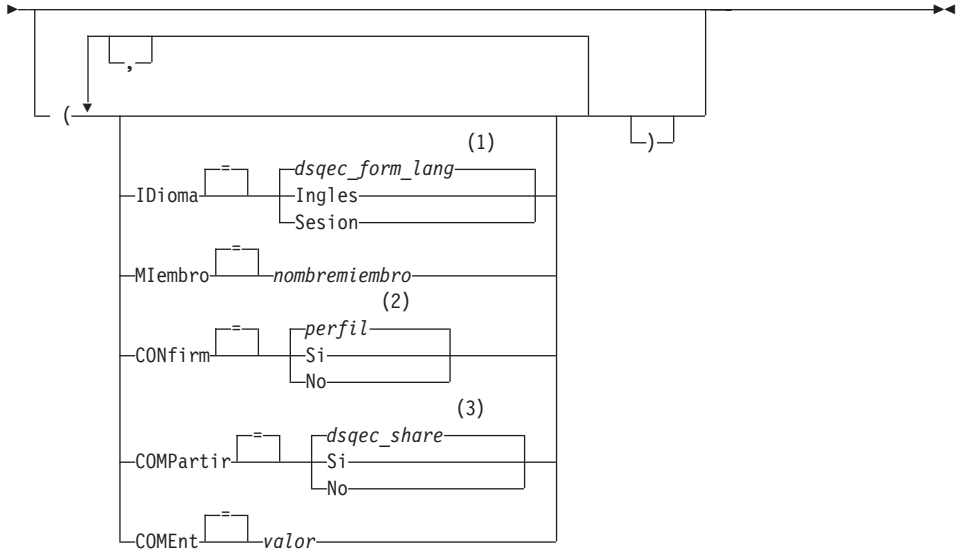 ,
(
)
(1)
=
dsqec_form_lang
IDioma
Ingles
Sesion
=
MIembro
nombremiembro
(2)
=
perfil
CONfirm
Si
No
(3)
=
dsqec_share
COMPartir
Si
No
=
COMEnt
valor